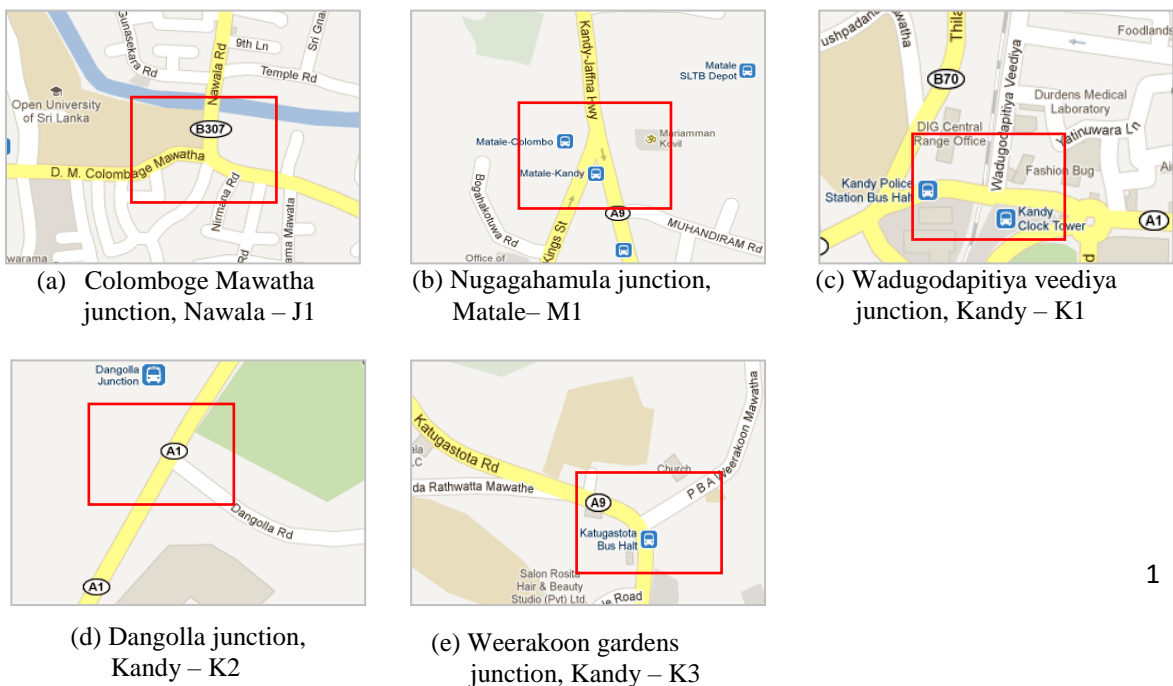 Gunasekara Rd
9th Ln
Sri Gna
Nawala Rd
Temple Rd
Open University
of Sri Lanka
B307
D. M. Colombage Mawatha
Nirmana Rd
ama Mawata
warama
(a) Colomboge Mawatha
junction, Nawala – J1
Kandy-Jaffna Hwy
Matale
SLTB Depot
Matale-Colombo
Mariamman
Kovil
Matale-Kandy
Bogahakotuwa Rd
A9
Kings St
MUHANDIRAM Rd
Office of
(b) Nugagahamula junction,
Matale– M1
ushpadana
watha
Thila
Foodlands
B70
Wadugodapitiya Veediya
Durdens Medical
Laboratory
DIG Central
Range Office
Yatinuwara Ln
Fashion Bug
Ai
Kandy Police
Station Bus Halt
Kandy
Clock Tower
A1
d
(c) Wadugodapitiya veediya
junction, Kandy – K1
Dangolla
Junction
A1
Dangolla Rd
A1
(d) Dangolla junction,
Kandy – K2
Katugastota Rd
P B A Weerakoon Mawatha
ala
LC
Church
da Rathwatta Mawathe
A9
Katugastota
Bus Halt
Salon Rosita
Hair & Beauty
Studio (Pvt) Ltd.
e Road
(e) Weerakoon gardens
junction, Kandy – K3
1